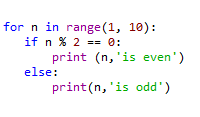 for n in range(1, 10):
    if n % 2 == 0:
        print (n,'is even')
    else:
        print(n,'is odd')